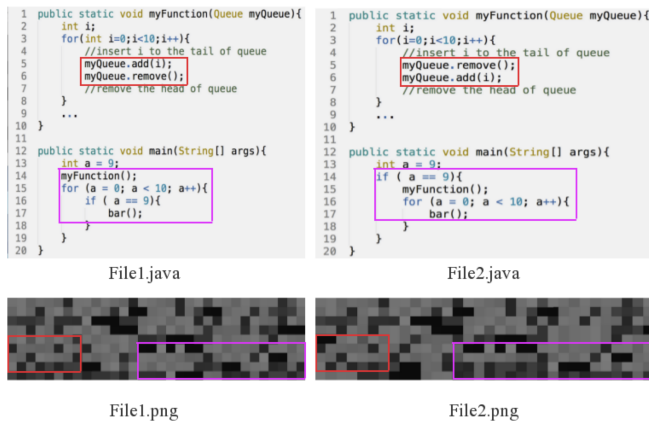 1 public static void myFunction(Queue myQueue){
2 int i;
3 for(int i=0;i<10;i++){
4 //insert i to the tail of queue
5 myQueue.add(i);
6 myQueue.remove();
7 //remove the head of queue
8 }
9 ...
10 }
11
12 public static void main(String[] args){
13 int a = 9;
14 myFunction();
15 for (a = 0; a < 10; a++){
16 if ( a == 9){
17 bar();
18 }
19 }
20 }
File1.java
1 public static void myFunction(Queue myQueue){
2 int i;
3 for(i=0;i<10;i++){
4 //insert i to the tail of queue
5 myQueue.remove();
6 myQueue.add(i);
7 //remove the head of queue
8 }
9 ...
10 }
11
12 public static void main(String[] args){
13 int a = 9;
14 if ( a == 9){
15 myFunction();
16 for (a = 0; a < 10; a++){
17 bar();
18 }
19 }
20 }
File2.java
File1.png
File2.png